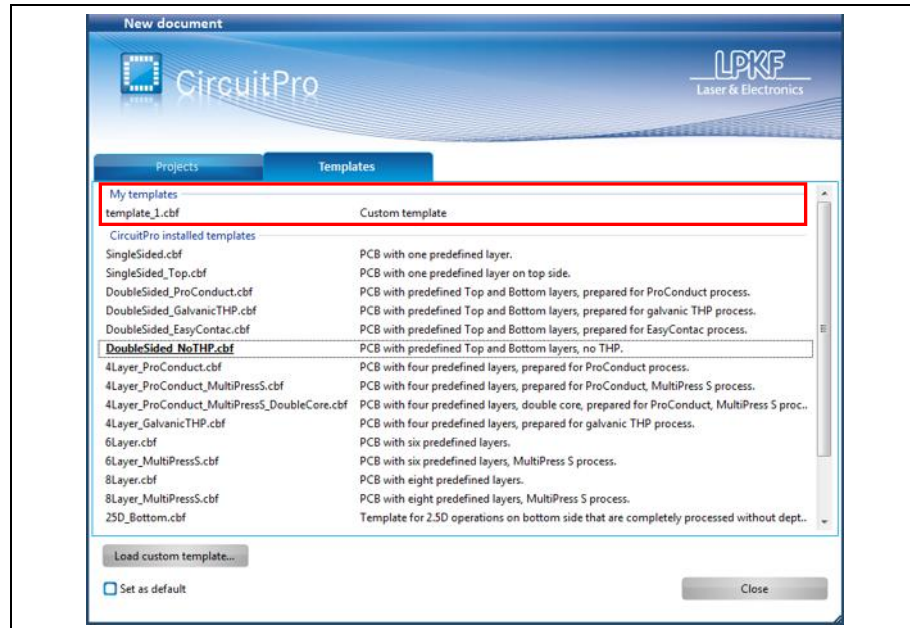 New document
CircuitPro
LPKF
Laser & Electronics
Projects Templates
My templates
template_1.cbf Custom template
CircuitPro installed templates
SingleSided.cbf PCB with one predefined layer.
SingleSided_Top.cbf PCB with one predefined layer on top side.
DoubleSided_ProConduct.cbf PCB with predefined Top and Bottom layers, prepared for ProConduct process.
DoubleSided_GalvanicTHP.cbf PCB with predefined Top and Bottom layers, prepared for galvanic THP process.
DoubleSided_EasyContac.cbf PCB with predefined Top and Bottom layers, prepared for EasyContac process.
DoubleSided_NoTHP.cbf PCB with predefined Top and Bottom layers, no THP.
4Layer_ProConduct.cbf PCB with four predefined layers, prepared for ProConduct process.
4Layer_ProConduct_MultiPressS.cbf PCB with four predefined layers, prepared for ProConduct, MultiPress S process.
4Layer_ProConduct_MultiPressS_DoubleCore.cbf PCB with four predefined layers, double core, prepared for ProConduct, MultiPress S proc..
4Layer_GalvanicTHP.cbf PCB with four predefined layers, prepared for galvanic THP process.
6Layer.cbf PCB with six predefined layers.
6Layer_MultiPressS.cbf PCB with six predefined layers, MultiPress S process.
8Layer.cbf PCB with eight predefined layers.
8Layer_MultiPressS.cbf PCB with eight predefined layers, MultiPress S process.
25D_Bottom.cbf Template for 2.5D operations on bottom side that are completely processed without dept..
Load custom template...
Set as default Close